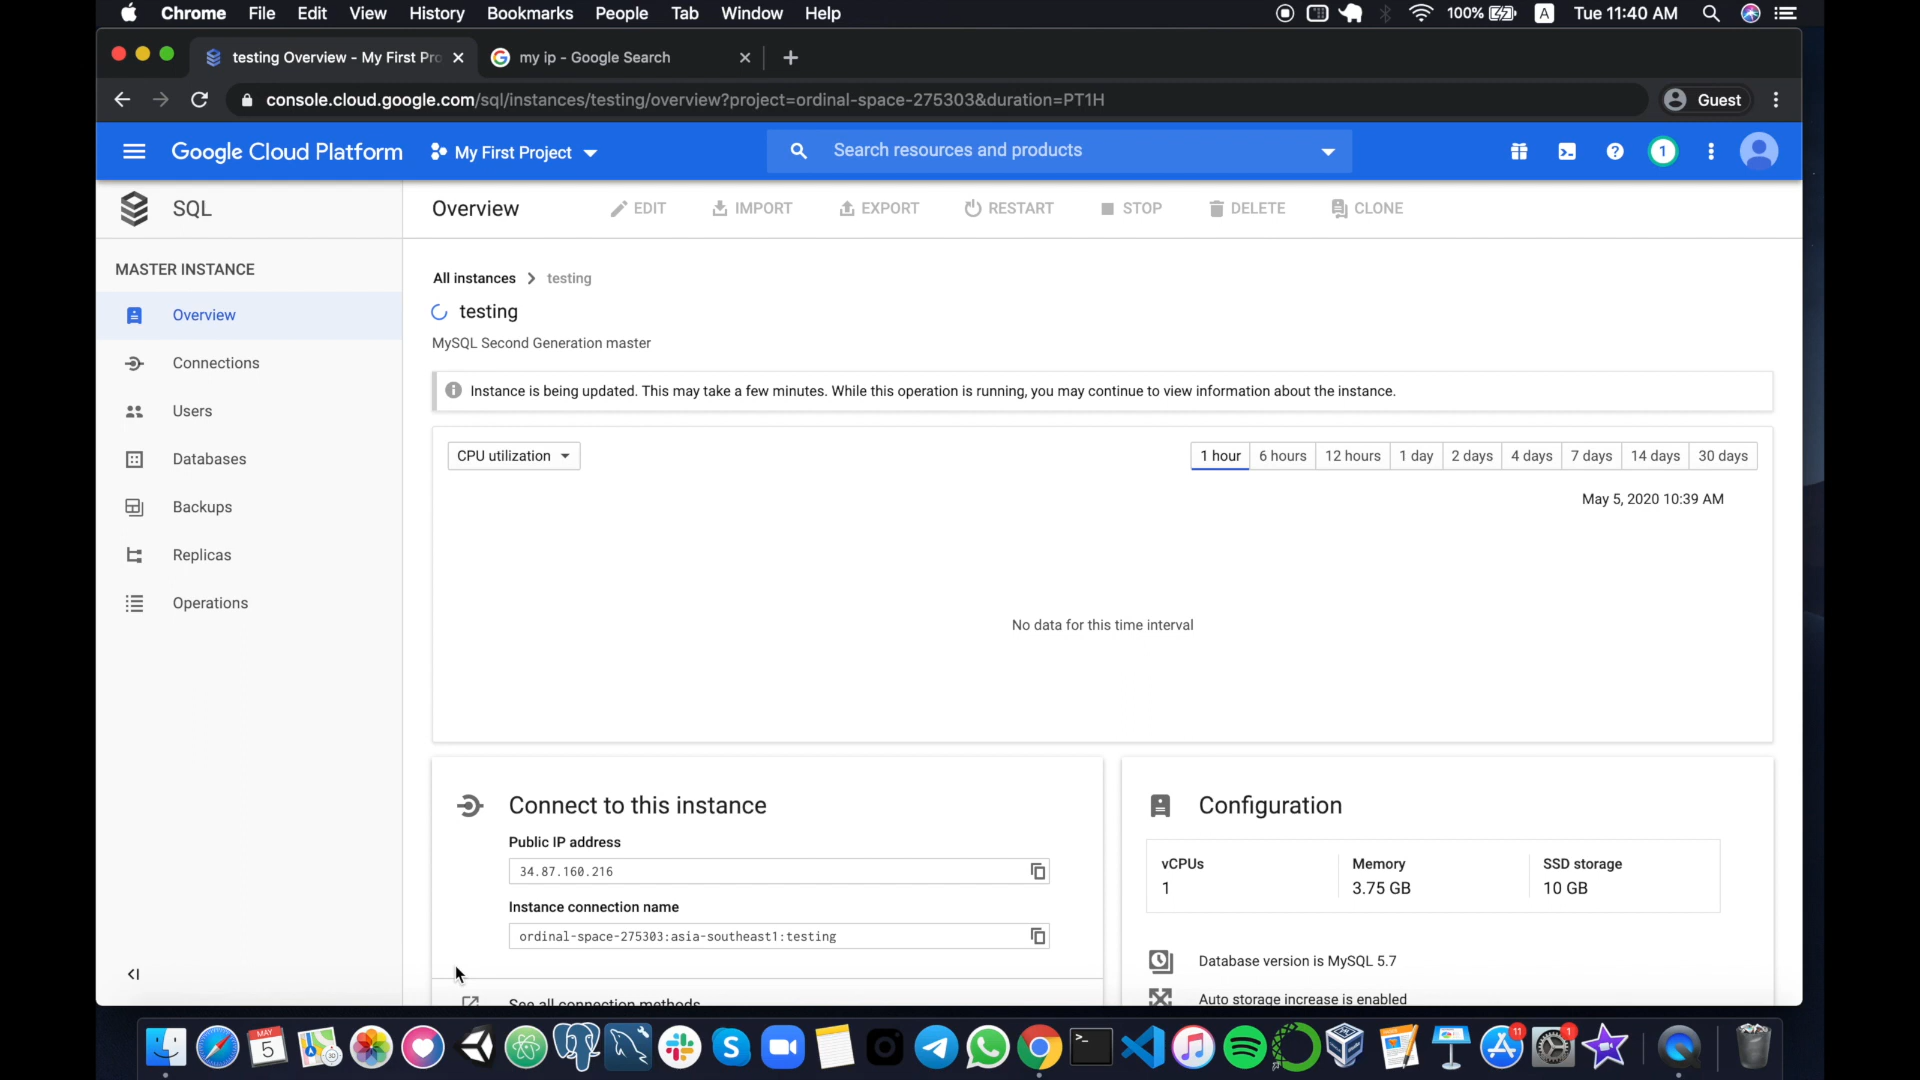 Chrome File Edit View History Bookmarks People Tab Window Help 100% A Tue 11:40 AM
testing Overview - My First Pro my ip - Google Search
console.cloud.google.com/sql/instances/testing/overview?project=ordinal-space-275303&duration=PT1H Guest
Google Cloud Platform My First Project Search resources and products 1
SQL Overview EDIT IMPORT EXPORT RESTART STOP DELETE CLONE
MASTER INSTANCE
Overview
Connections
Users
Databases
Backups
Replicas
Operations
All instances testing
testing
MySQL Second Generation master
Instance is being updated. This may take a few minutes. While this operation is running, you may continue to view information about the instance.
CPU utilization 1 hour 6 hours 12 hours 1 day 2 days 4 days 7 days 14 days 30 days
May 5, 2020 10:39 AM
No data for this time interval
Connect to this instance
Public IP address
34.87.160.216
Instance connection name
ordinal-space-275303:asia-southeast1:testing
See all connection methods
Configuration
vCPUs Memory SSD storage
1 3.75 GB 10 GB
Database version is MySQL 5.7
Auto storage increase is enabled
MAY
5 11 1